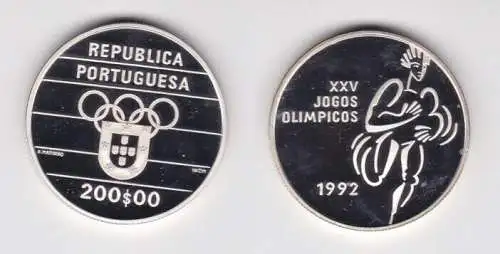 REPUBLICA
PORTUGUESA
200$00
XXV
JOGOS
OLIMPICOS
1992